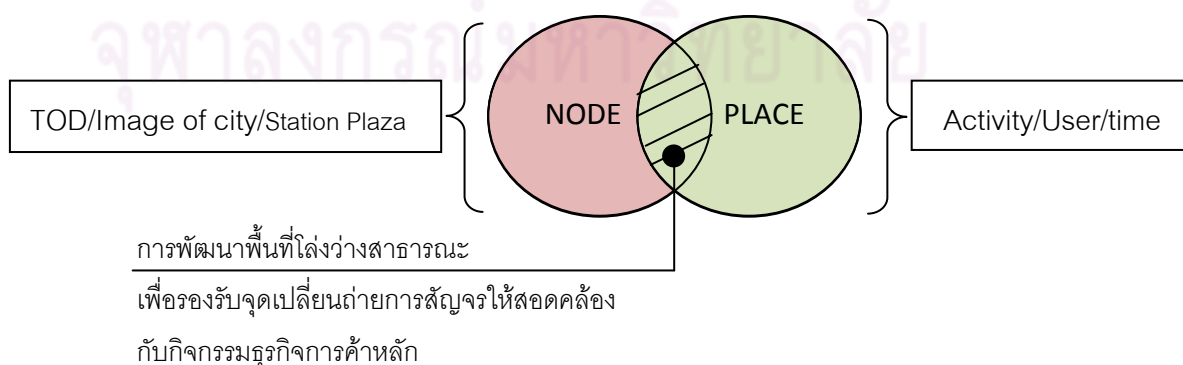 จุฬาลงกรณ์มหาวิทยาลัย
TOD/Image of city/Station Plaza
NODE
PLACE
Activity/User/time
การพัฒนาพื้นที่โล่งว่างสาธารณะ
เพื่อรองรับจุดเปลี่ยนถ่ายการสัญจรให้สอดคล้อง
กับกิจกรรมธุรกิจการค้าหลัก